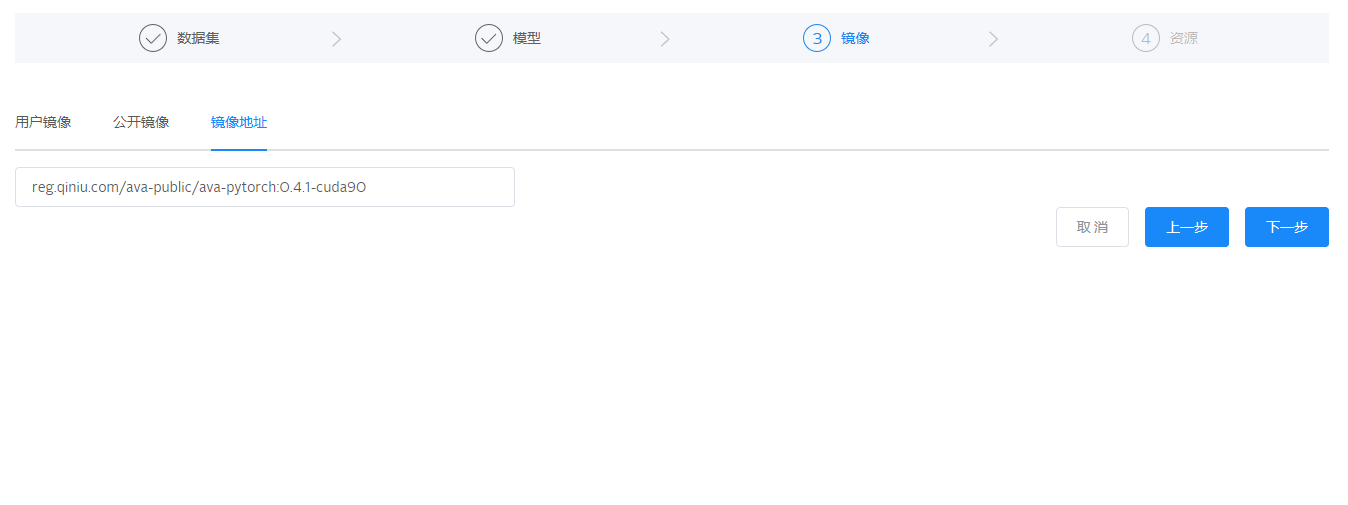 数据集 模型 3 镜像 4 资源
用户镜像 公开镜像 镜像地址
reg.qiniu.com/ava-public/ava-pytorch:0.4.1-cuda90
取消 上一步 下一步